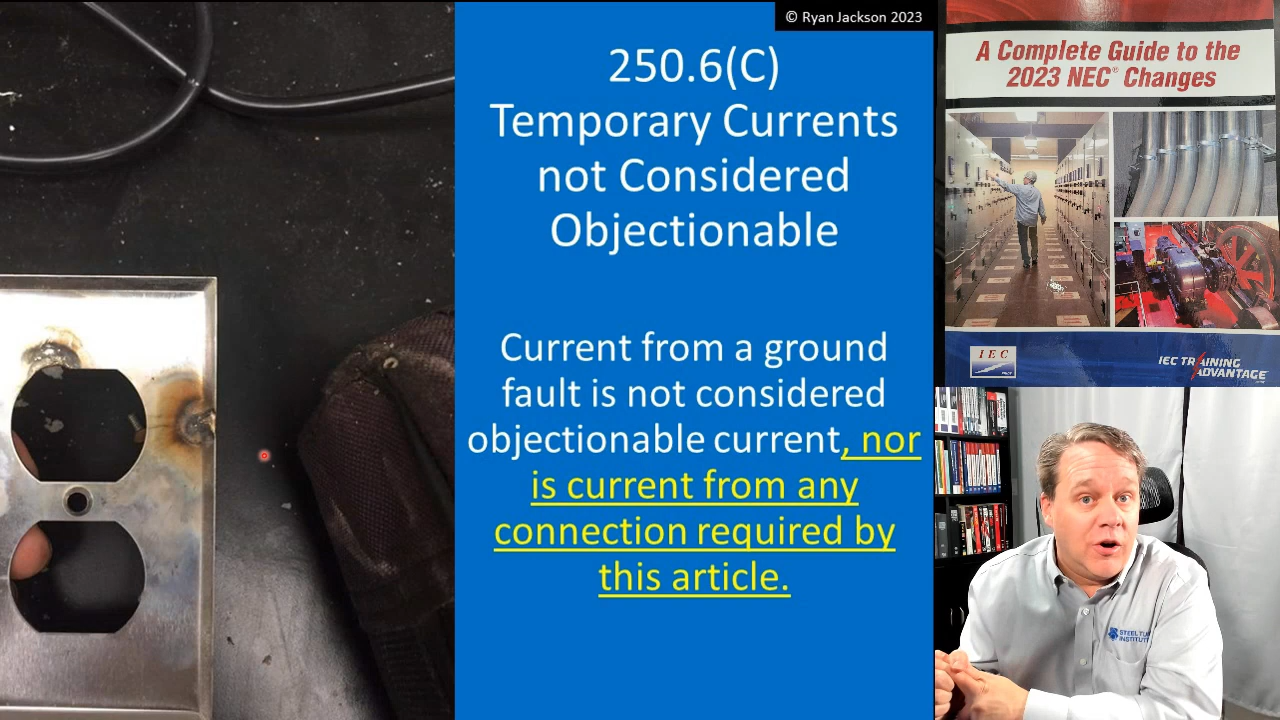 © Ryan Jackson 2023
250.6(C)
Temporary Currents
not Considered
Objectionable
Current from a ground
fault is not considered
objectionable current, nor
is current from any
connection required by
this article.
A Complete Guide to the
2023 NEC® Changes
IEC
IEC TRAINING
ADVANTAGE
STEEL TU
INSTITUT